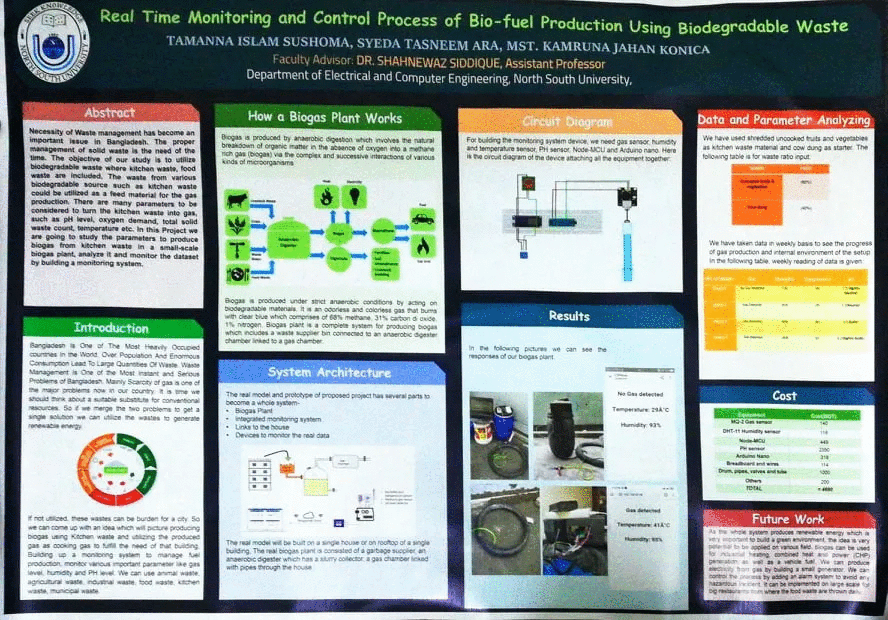 Real Time Monitoring and Control Process of Bio-fuel Production Using Biodegradable Waste
TAMANNA ISLAM SUSHOMA, SYEDA TASNEEM ARA, MST. KAMRUNA JAHAN KONICA
Faculty Advisor: DR. SHAHNEWAZ SIDDIQUE, Assistant Professor
Department of Electrical and Computer Engineering, North South University,
NORTH SOUTH UNIVERSITY
Abstract
Necessity of Waste management has become an
important issue in Bangladesh. The proper
management of solid waste is the need of the
time. The objective of our study is to utilize
biodegradable waste where kitchen waste, food
waste are included. The waste from various
biodegradable source such as kitchen waste
could be utilized as a feed material for the gas
production. There are many parameters to be
considered to turn the kitchen waste into gas,
such as pH level, oxygen demand, total solid
waste count, temperature etc. In this Project we
are going to study the parameters to produce
biogas from kitchen waste in a small-scale
biogas plant, analyze it and monitor the dataset
by building a monitoring system.
Introduction
Bangladesh is One of The Most Heavily Occupied
countries in the World. Over Population And Enormous
Consumption Lead To Large Quantities Of Waste. Waste
Management is One of the Most Instant and Serious
Problems of Bangladesh. Mainly Scarcity of gas is one of
the major problems now in our country. It is time we
should think about a suitable substitute for conventional
resources. So if we merge the two problems to get a
single solution we can utilize the wastes to generate
renewable energy.
If not utilized, these wastes can be burden for a city. So
we can come up with an idea which will picture producing
biogas using Kitchen waste and utilizing the produced
gas as cooking gas to fulfill the need of that building.
Building up a monitoring system to manage fuel
production, monitor various important parameter like gas
level, humidity and PH level. We can use animal waste,
agricultural waste, industrial waste, food waste, kitchen
waste, municipal waste.
How a Biogas Plant Works
Biogas is produced by anaerobic digestion which involves the natural
breakdown of organic matter in the absence of oxygen into a methane
rich gas (biogas) via the complex and successive interactions of various
kinds of microorganisms
Anaerobic
Digester
Biogas
Digestate
Heat
Electricity
Fuel
Food Waste
Biogas is produced under strict anaerobic conditions by acting on
biodegradable materials. It is an odorless and colorless gas that burns
with clear blue which comprises of 68% methane, 31% carbon di oxide,
1% nitrogen. Biogas plant is a complete system for producing biogas
which includes a waste supplier bin connected to an anaerobic digester
chamber linked to a gas chamber.
System Architecture
The real model and prototype of proposed project has several parts to
become a whole system-
• Biogas Plant
• Integrated monitoring system
• Links to the house
• Devices to monitor the real data
The real model will be built on a single house or on rooftop of a single
building. The real biogas plant is consisted of a garbage supplier, an
anaerobic digester which has a slurry collector, a gas chamber linked
with pipes through the house
Circuit Diagram
For building the monitoring system device, we need gas sensor, humidity
and temperature sensor, PH sensor, Node-MCU and Arduino nano. Here
is the circuit diagram of the device attaching all the equipment together:
Results
In the following pictures we can see the
responses of our biogas plant.
No Gas detected
Temperature: 29Â°C
Humidity: 93%
Gas detected
Temperature: 41Â°C
Humidity: 95%
Data and Parameter Analyzing
We have used shredded uncooked fruits and vegetables
as kitchen waste material and cow dung as starter. The
following table is for waste ratio input:
(60%)
(40%)
We have taken data in weekly basis to see the progress
of gas production and internal environment of the setup.
In the following table, weekly reading of data is given:
Cost
Equipment Cost(BDT)
MQ-2 Gas sensor 140
DHT-11 Humidity sensor
Node-MCU
PH sensor
Arduino Nano
Breadboard and wires 114
Drum, pipes, valves and tube 1000
Others 200
TOTAL
Future Work
As the whole system produces renewable energy which is
very important to build a green environment, the idea is very
potential to be applied on various field. Biogas can be used
for industrial heating, combined heat and power (CHP)
generation as well as a vehicle fuel. We can produce
electricity from gas by building a small generator. We can
control the process by adding an alarm system to avoid any
hazardous incident. It can be implemented on large scale for
big restaurants from where the food waste are thrown daily.